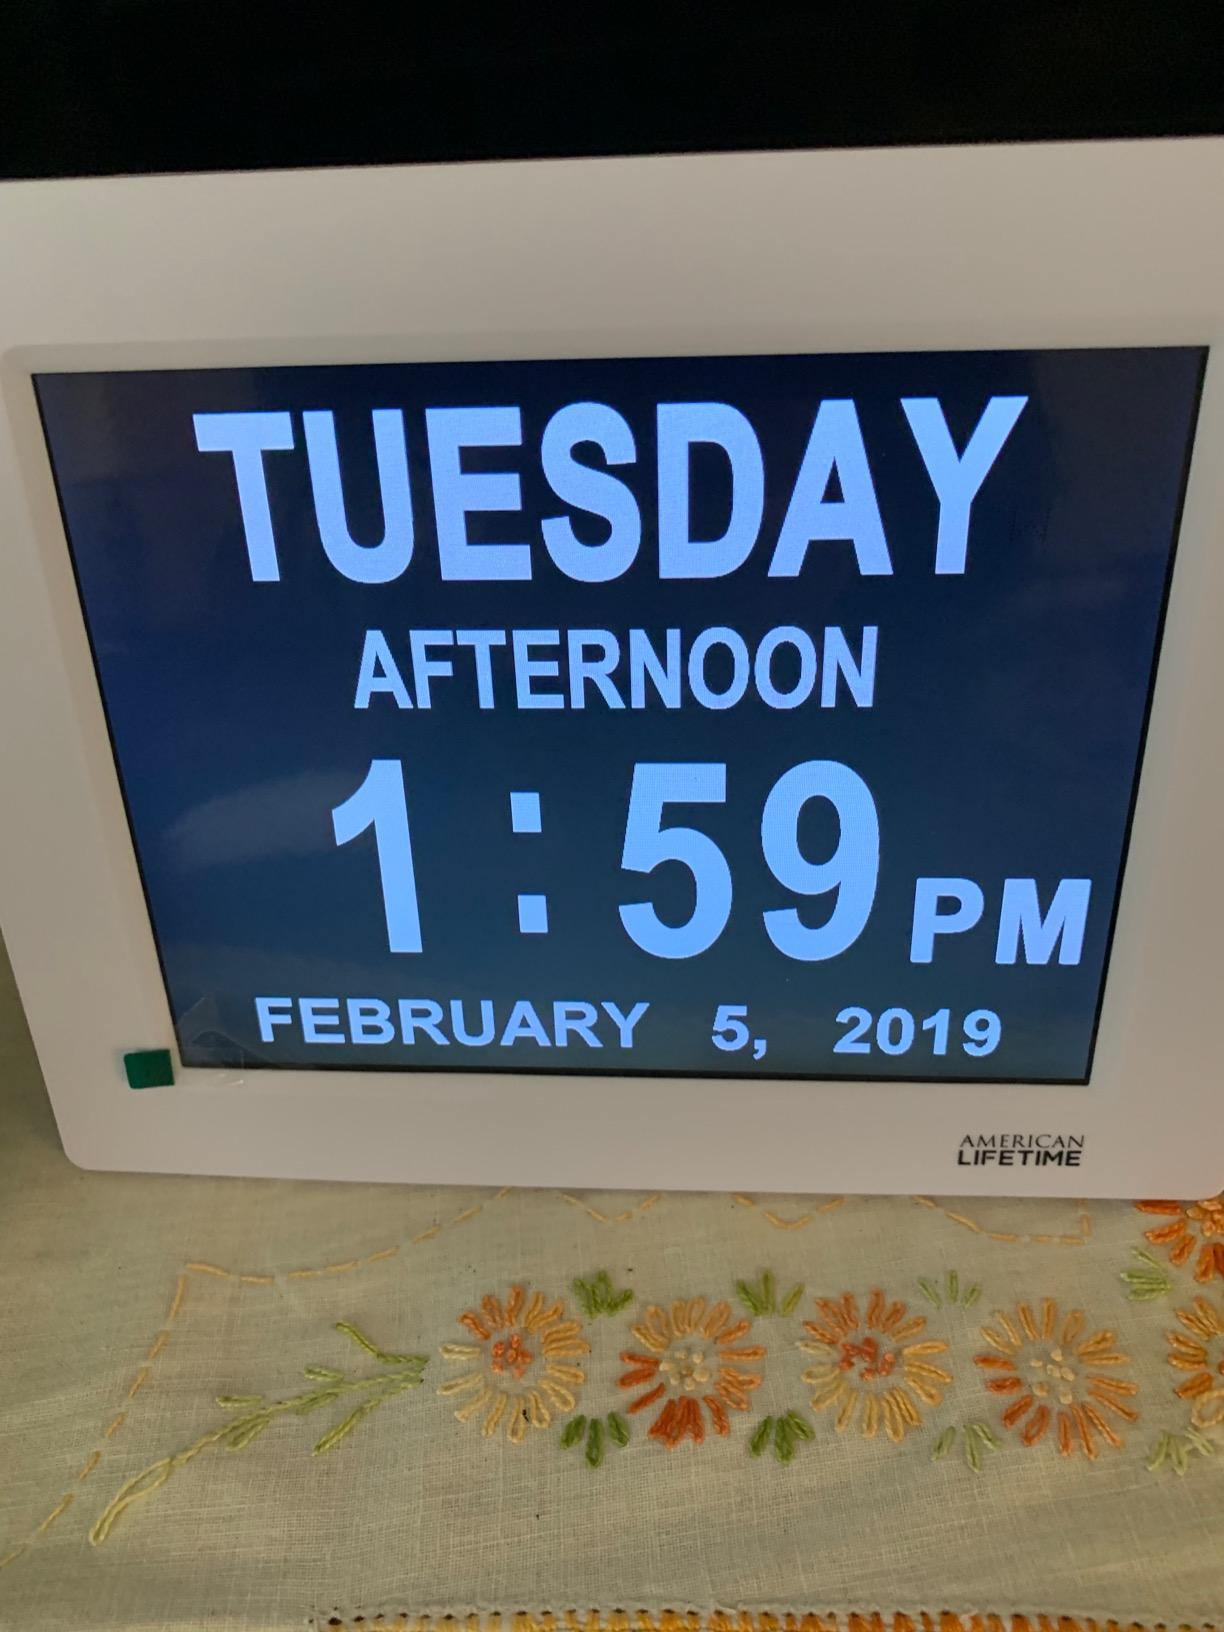 TUESDAY
AFTERNOON
1:59 PM
FEBRUARY 5, 2019
AMERICAN
LIFETIME